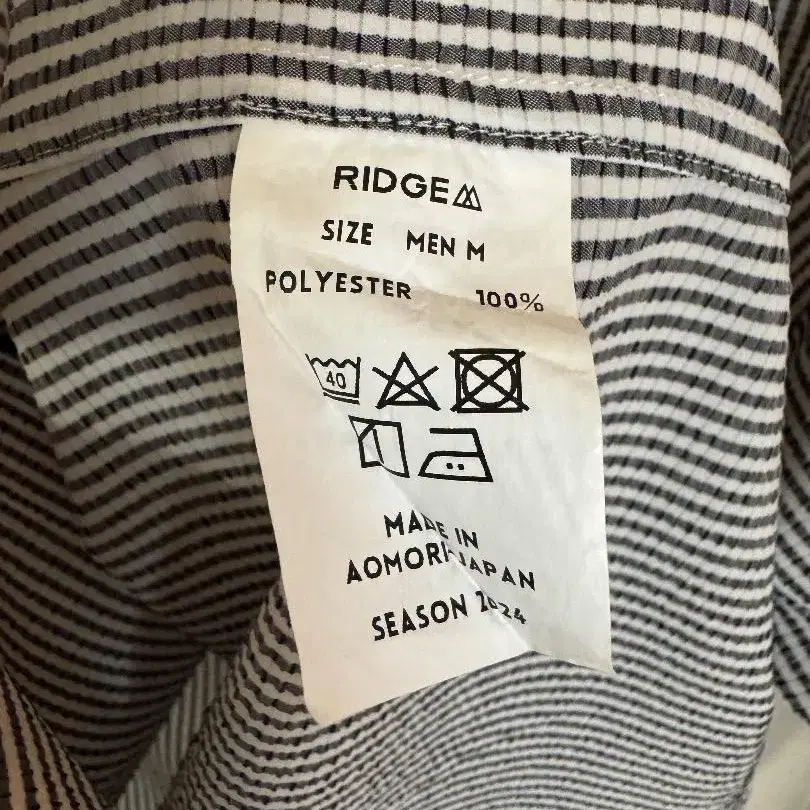 RIDGE
SIZE MEN M
POLYESTER 100%
40
MADE IN
AOMORI JAPAN
SEASON 2024